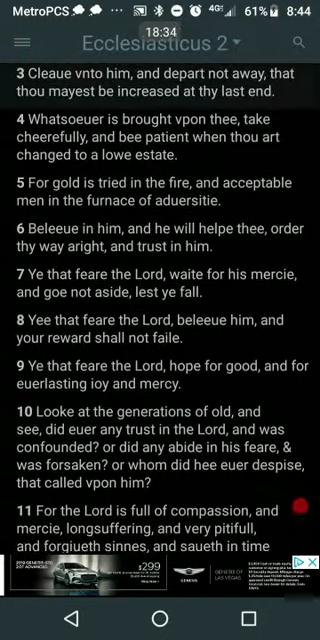 MetroPCS ... 4G 61% 8:44
18:34
Ecclesiasticus 2
3 Cleaue vnto him, and depart not away, that
thou mayest be increased at thy last end.
4 Whatsoeuer is brought vpon thee, take
cheerefully, and bee patient when thou art
changed to a lowe estate.
5 For gold is tried in the fire, and acceptable
men in the furnace of aduersitie.
6 Beleeue in him, and he will helpe thee, order
thy way aright, and trust in him.
7 Ye that feare the Lord, waite for his mercie,
and goe not aside, lest ye fall.
8 Yee that feare the Lord, beleeue him, and
your reward shall not faile.
9 Ye that feare the Lord, hope for good, and for
euerlasting ioy and mercy.
10 Looke at the generations of old, and
see, did euer any trust in the Lord, and was
confounded? or did any abide in his feare, &
was forsaken? or whom did hee euer despise,
that called vpon him?
11 For the Lord is full of compassion, and
mercie, longsuffering, and very pitifull,
and forgiueth sinnes, and saueth in time
$299
GENESIS
GENESIS OF
LAS VEGAS